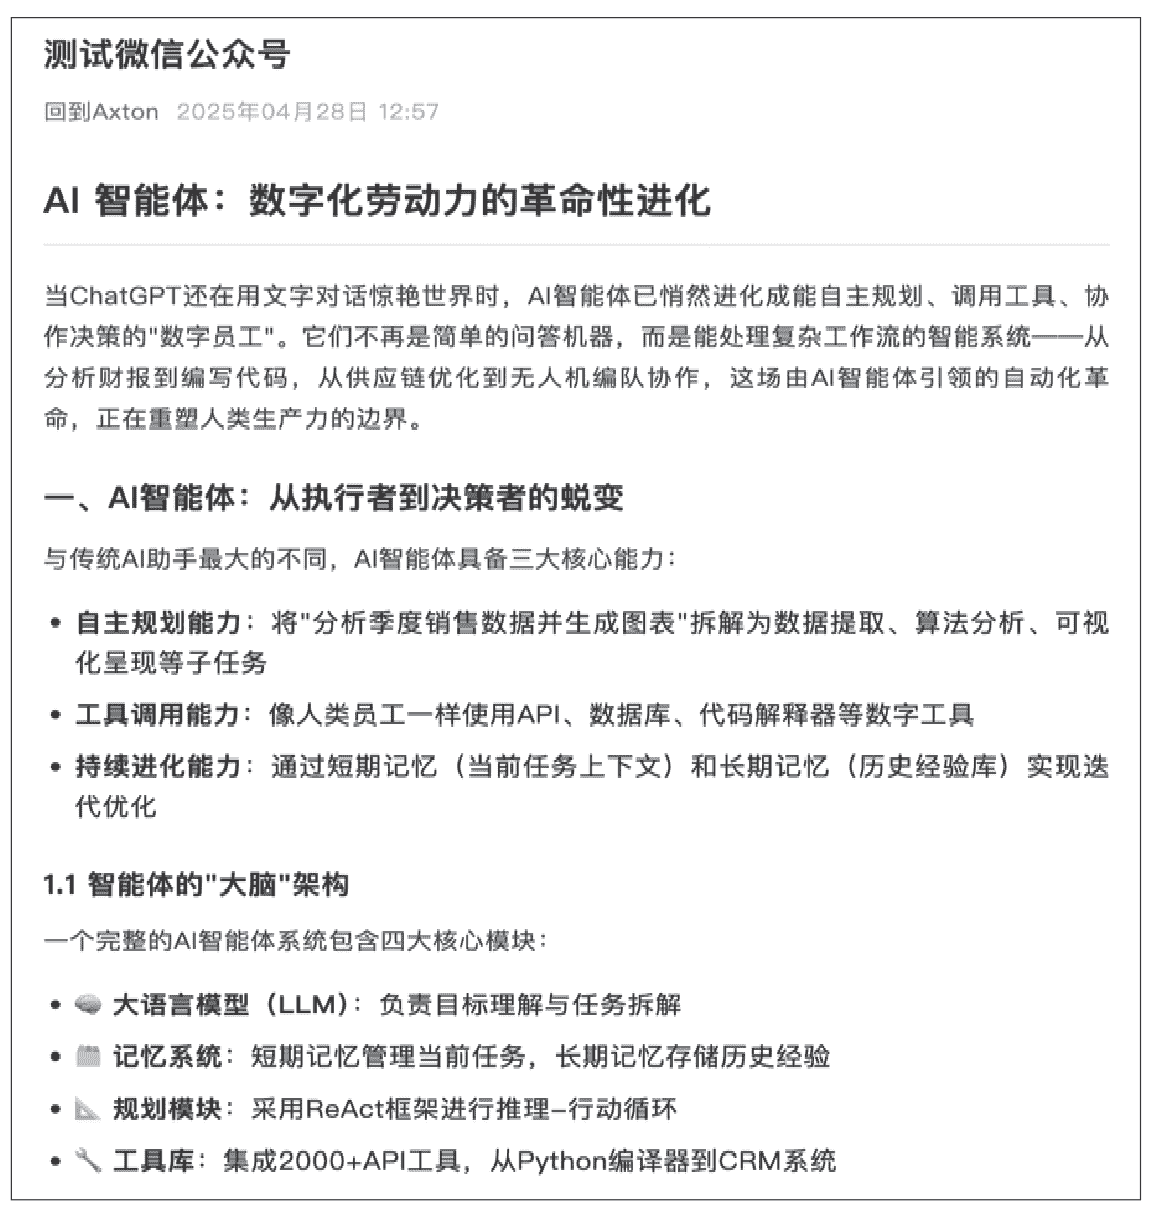 测试微信公众号
回到Axton 2025年04月28日 12:57
AI 智能体：数字化劳动力的革命性进化
当ChatGPT还在用文字对话惊艳世界时，AI智能体已悄然进化成能自主规划、调用工具、协
作决策的"数字员工"。它们不再是简单的问答机器，而是能处理复杂工作流的智能系统——从
分析财报到编写代码，从供应链优化到无人机编队协作，这场由AI智能体引领的自动化革
命，正在重塑人类生产力的边界。
一、AI智能体：从执行者到决策者的蜕变
与传统AI助手最大的不同，AI智能体具备三大核心能力：
• 自主规划能力：将"分析季度销售数据并生成图表"拆解为数据提取、算法分析、可视
化呈现等子任务
• 工具调用能力：像人类员工一样使用API、数据库、代码解释器等数字工具
• 持续进化能力：通过短期记忆（当前任务上下文）和长期记忆（历史经验库）实现迭
代优化
1.1 智能体的"大脑"架构
一个完整的AI智能体系统包含四大核心模块：
• 大语言模型（LLM）：负责目标理解与任务拆解
• 记忆系统：短期记忆管理当前任务，长期记忆存储历史经验
• 规划模块：采用ReAct框架进行推理-行动循环
• 工具库：集成2000+API工具，从Python编译器到CRM系统